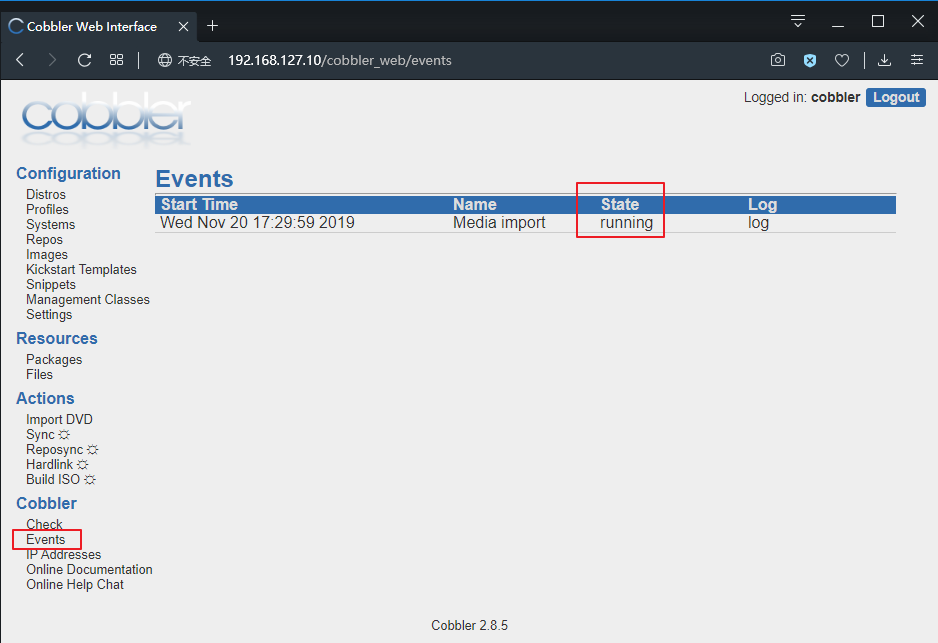 Cobbler Web Interface
不安全 192.168.127.10/cobbler_web/events
cobbler
Logged in: cobbler Logout
Configuration
Distros
Profiles
Systems
Repos
Images
Kickstart Templates
Snippets
Management Classes
Settings
Resources
Packages
Files
Actions
Import DVD
Sync
Reposync
Hardlink
Build ISO
Cobbler
Check
Events
IP Addresses
Online Documentation
Online Help Chat
Events
Start Time Name State Log
Wed Nov 20 17:29:59 2019 Media import running log
Cobbler 2.8.5